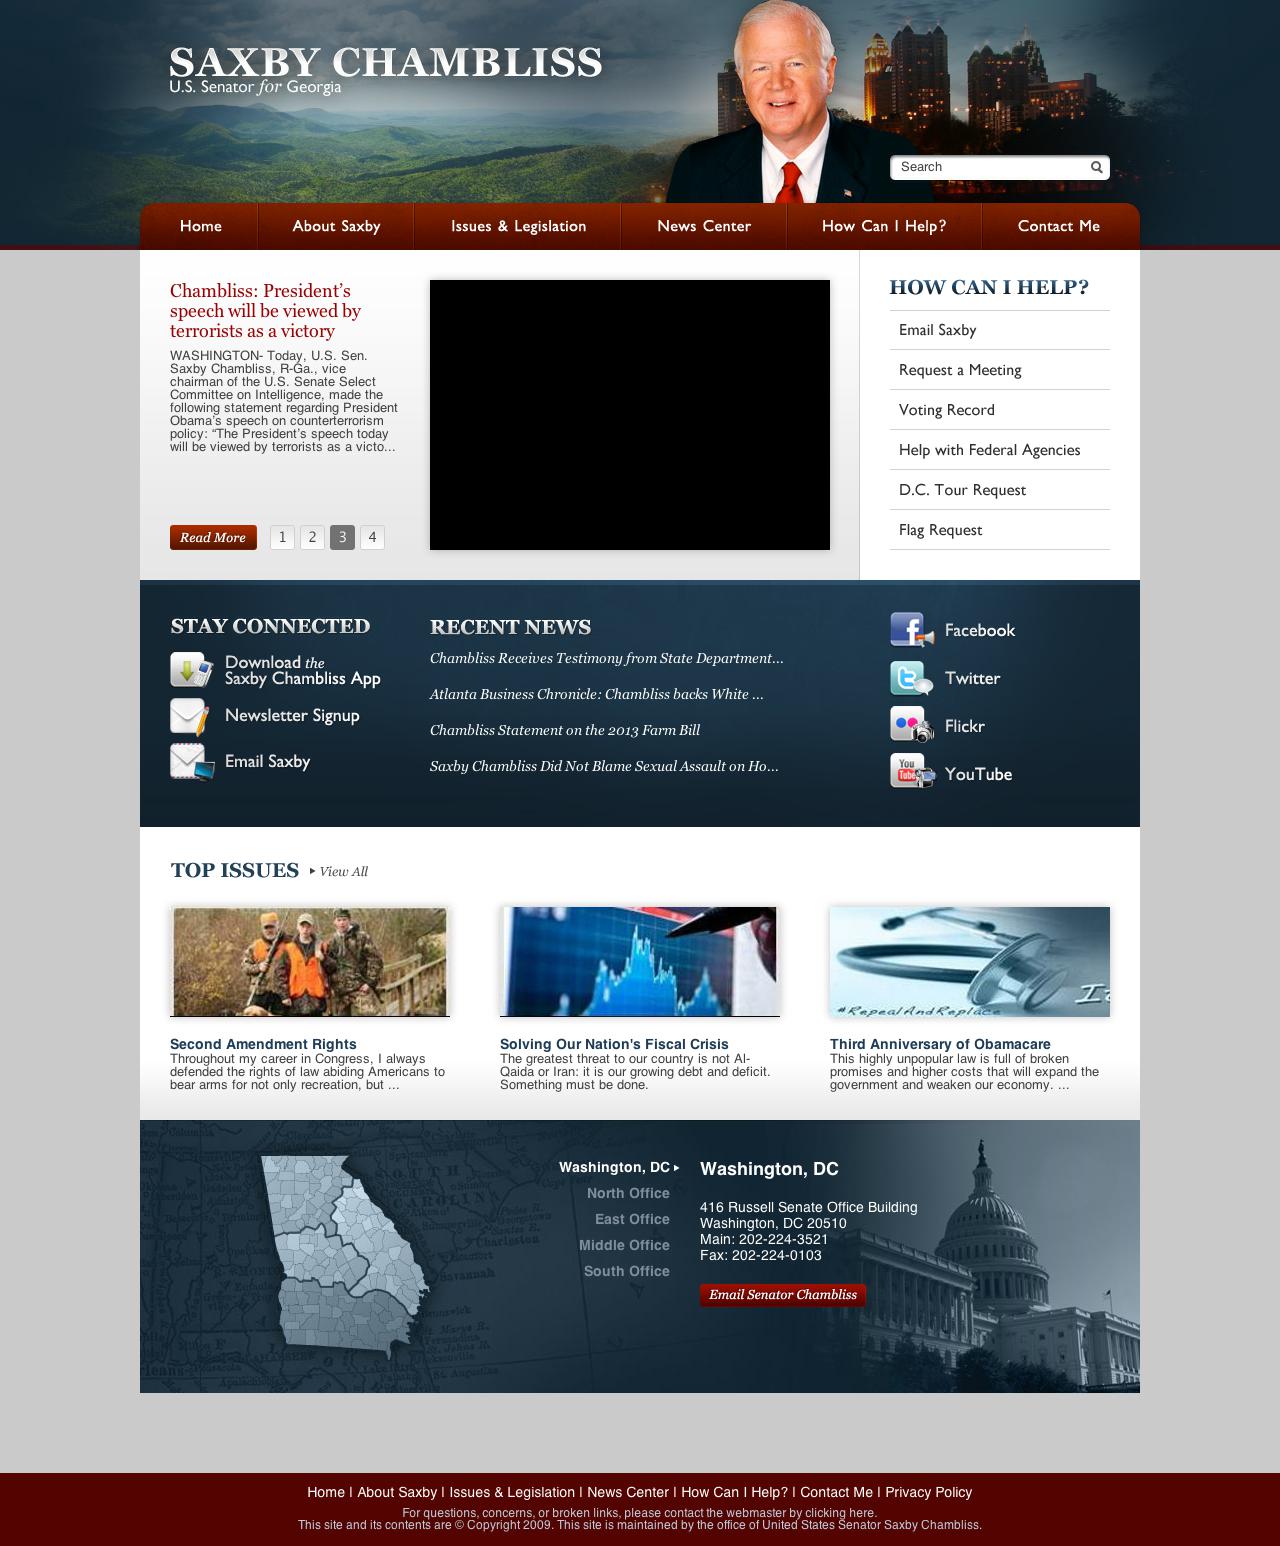 SAXBY CHAMBLISS
U.S. Senator for Georgia
Search
Home
About Saxby
Issues & Legislation
News Center
How Can I Help?
Contact Me
Chambliss: President's
speech will be viewed by
terrorists as a victory
WASHINGTON- Today, U.S. Sen.
Saxby Chambliss, R-Ga., vice
chairman of the U.S. Senate Select
Committee on Intelligence, made the
following statement regarding President
Obama's speech on counterterrorism
policy: “The President's speech today
will be viewed by terrorists as a victo...
Read More
1
2
3
4
HOW CAN I HELP?
Email Saxby
Request a Meeting
Voting Record
Help with Federal Agencies
D.C. Tour Request
Flag Request
STAY CONNECTED
Download the
Saxby Chambliss App
Newsletter Signup
Email Saxby
RECENT NEWS
Chambliss Receives Testimony from State Department...
Atlanta Business Chronicle: Chambliss backs White ...
Chambliss Statement on the 2013 Farm Bill
Saxby Chambliss Did Not Blame Sexual Assault on Ho...
Facebook
Twitter
Flickr
You
Tube
YouTube
TOP ISSUES
View All
#RepealAndReplace
Second Amendment Rights
Throughout my career in Congress, I always
defended the rights of law abiding Americans to
bear arms for not only recreation, but ...
Solving Our Nation's Fiscal Crisis
The greatest threat to our country is not Al-
Qaida or Iran: it is our growing debt and deficit.
Something must be done.
Third Anniversary of Obamacare
This highly unpopular law is full of broken
promises and higher costs that will expand the
government and weaken our economy. ...
Washington, DC
North Office
East Office
Middle Office
South Office
Washington, DC
416 Russell Senate Office Building
Washington, DC 20510
Main: 202-224-3521
Fax: 202-224-0103
Email Senator Chambliss
Home | About Saxby | Issues & Legislation | News Center | How Can I Help? | Contact Me | Privacy Policy
For questions, concerns, or broken links, please contact the webmaster by clicking here.
This site and its contents are © Copyright 2009. This site is maintained by the office of United States Senator Saxby Chambliss.